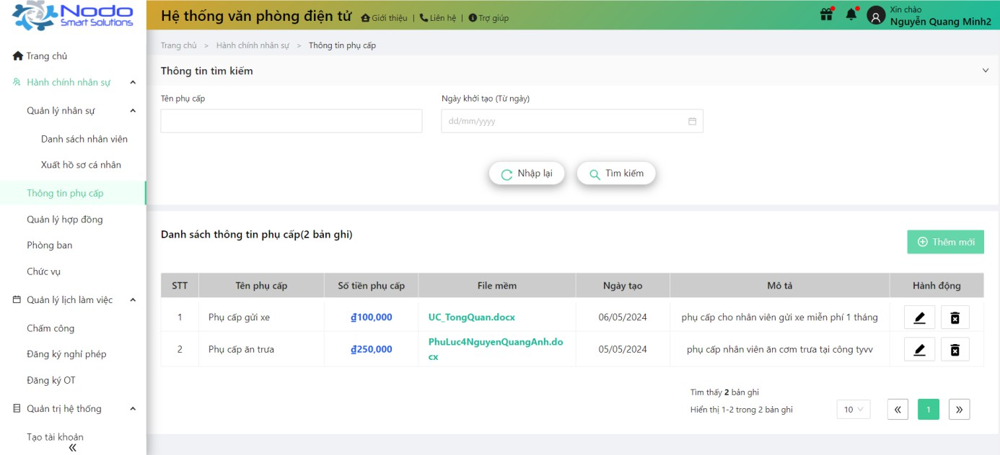 Nodo
Smart Solutions
Hệ thống văn phòng điện tử
Giới thiệu | Liên hệ | Trợ giúp
Xin chào
Nguyễn Quang Minh2
Trang chủ
Hành chính nhân sự
Quản lý nhân sự
Danh sách nhân viên
Xuất hồ sơ cá nhân
Thông tin phụ cấp
Quản lý hợp đồng
Phòng ban
Chức vụ
Quản lý lịch làm việc
Chấm công
Đăng ký nghỉ phép
Đăng ký OT
Quản trị hệ thống
Tạo tài khoản
«
Trang chủ > Hành chính nhân sự > Thông tin phụ cấp
Thông tin tìm kiếm
Tên phụ cấp Ngày khởi tạo (Từ ngày)
dd/mm/yyyy
Nhập lại Tìm kiếm
Danh sách thông tin phụ cấp(2 bản ghi)
Thêm mới
STT Tên phụ cấp Số tiền phụ cấp File mềm Ngày tạo Mô tả Hành động
1 Phụ cấp gửi xe ₫100,000 UC_TongQuan.docx 06/05/2024 phụ cấp cho nhân viên gửi xe miễn phí 1 tháng
2 Phụ cấp ăn trưa ₫250,000 PhuLuc4NguyenQuangAnh.do
cx 05/05/2024 phụ cấp nhân viên ăn cơm trưa tại công tyvv
Tìm thấy 2 bản ghi
Hiển thị 1-2 trong 2 bản ghi
10 « 1 »